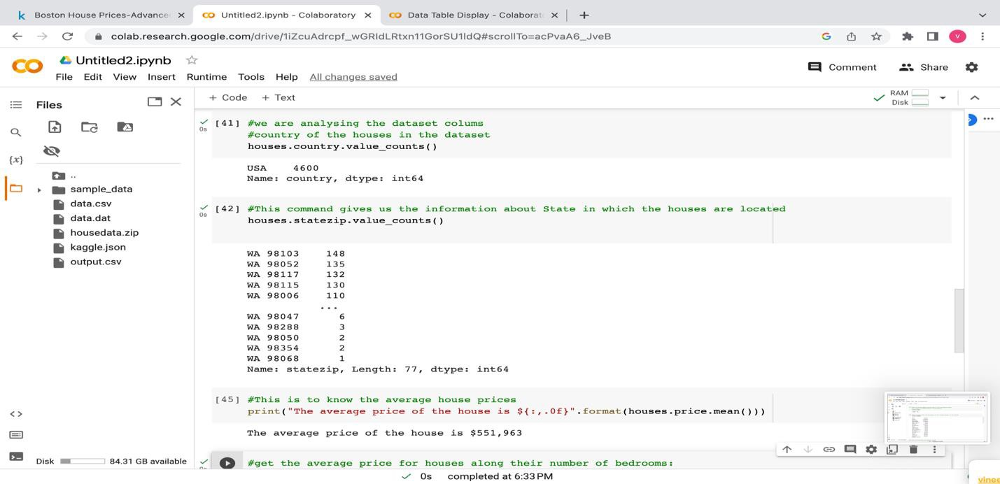 Boston House Prices-Advance
Untitled2.ipynb - Colaboratory
Data Table Display - Colaborat
colab.research.google.com/drive/1iZcuAdrcpf_wGRIdLRtxn11GorSU1ldQ#scrollTo=acPvaA6_JveB
V
Untitled2.ipynb
File Edit View Insert Runtime Tools Help All changes saved
Comment
Share
Files
+ Code + Text
RAM
Disk
{x}
..
sample_data
data.csv
data.dat
housedata.zip
kaggle.json
output.csv
Disk 84.31 GB available
0s
[41] #we are analysing the dataset colums
#country of the houses in the dataset
houses.country.value_counts()
USA 4600
Name: country, dtype: int64
0s
[42] #This command gives us the information about State in which the houses are located
houses.statezip.value_counts()
WA 98103 148
WA 98052 135
WA 98117 132
WA 98115 130
WA 98006 110
...
WA 98047 6
WA 98288 3
WA 98050 2
WA 98354 2
WA 98068 1
Name: statezip, Length: 77, dtype: int64
[45] #This is to know the average house prices
print("The average price of the house is ${:,.0f}".format(houses.price.mean()))
The average price of the house is $551,963
#get the average price for houses along their number of bedrooms:
0s completed at 6:33 PM